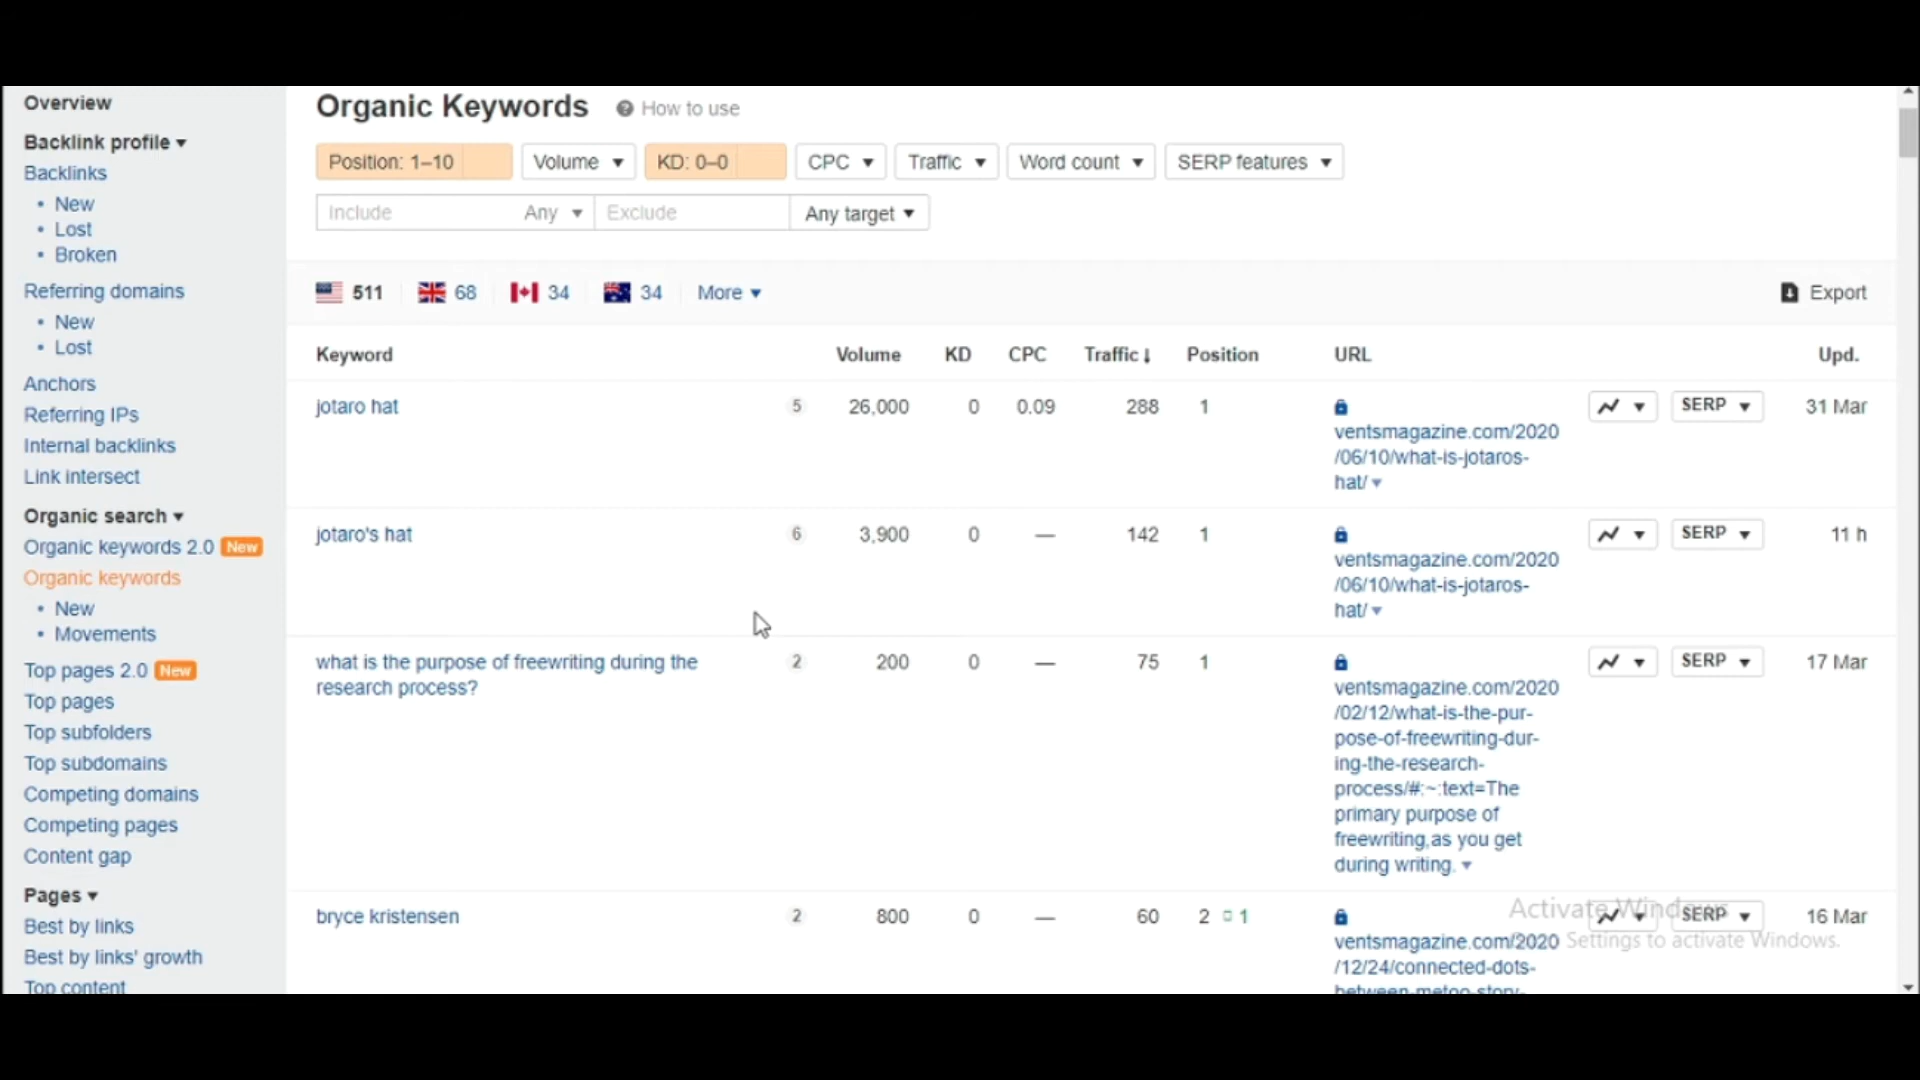 Overview
Backlink profile
Backlinks
New
Lost
Broken
Referring domains
New
Lost
Anchors
Referring IPs
Internal backlinks
Link intersect
Organic search
Organic keywords 2.0 New
Organic keywords
New
Movements
Top pages 2.0 New
Top pages
Top subfolders
Top subdomains
Competing domains
Competing pages
Content gap
Pages
Best by links
Best by links' growth
Top content
Organic Keywords ? How to use
Position: 1–10 Volume KD: 0–0 CPC Traffic Word count SERP features
Include Any Exclude Any target
511 68 34 34 More Export
Keyword Volume KD CPC Traffic↓ Position URL Upd.
jotaro hat 5 26,000 0 0.09 288 1 SERP 31 Mar
ventsmagazine.com/2020
/06/10/what-is-jotaros-
hat/
jotaro's hat 6 3,900 0 — 142 1 SERP 11 h
ventsmagazine.com/2020
/06/10/what-is-jotaros-
hat/
what is the purpose of freewriting during the 2 200 0 — 75 1 SERP 17 Mar
research process?
ventsmagazine.com/2020
/02/12/what-is-the-pur-
pose-of-freewriting-dur-
ing-the-research-
process/#:~:text=The
primary purpose of
freewriting,as you get
during writing.
bryce kristensen 2 800 0 — 60 2 1 SERP 16 Mar
ventsmagazine.com/2020
/12/24/connected-dots-
between-metoo-story-
Activate Windows
Settings to activate Windows.